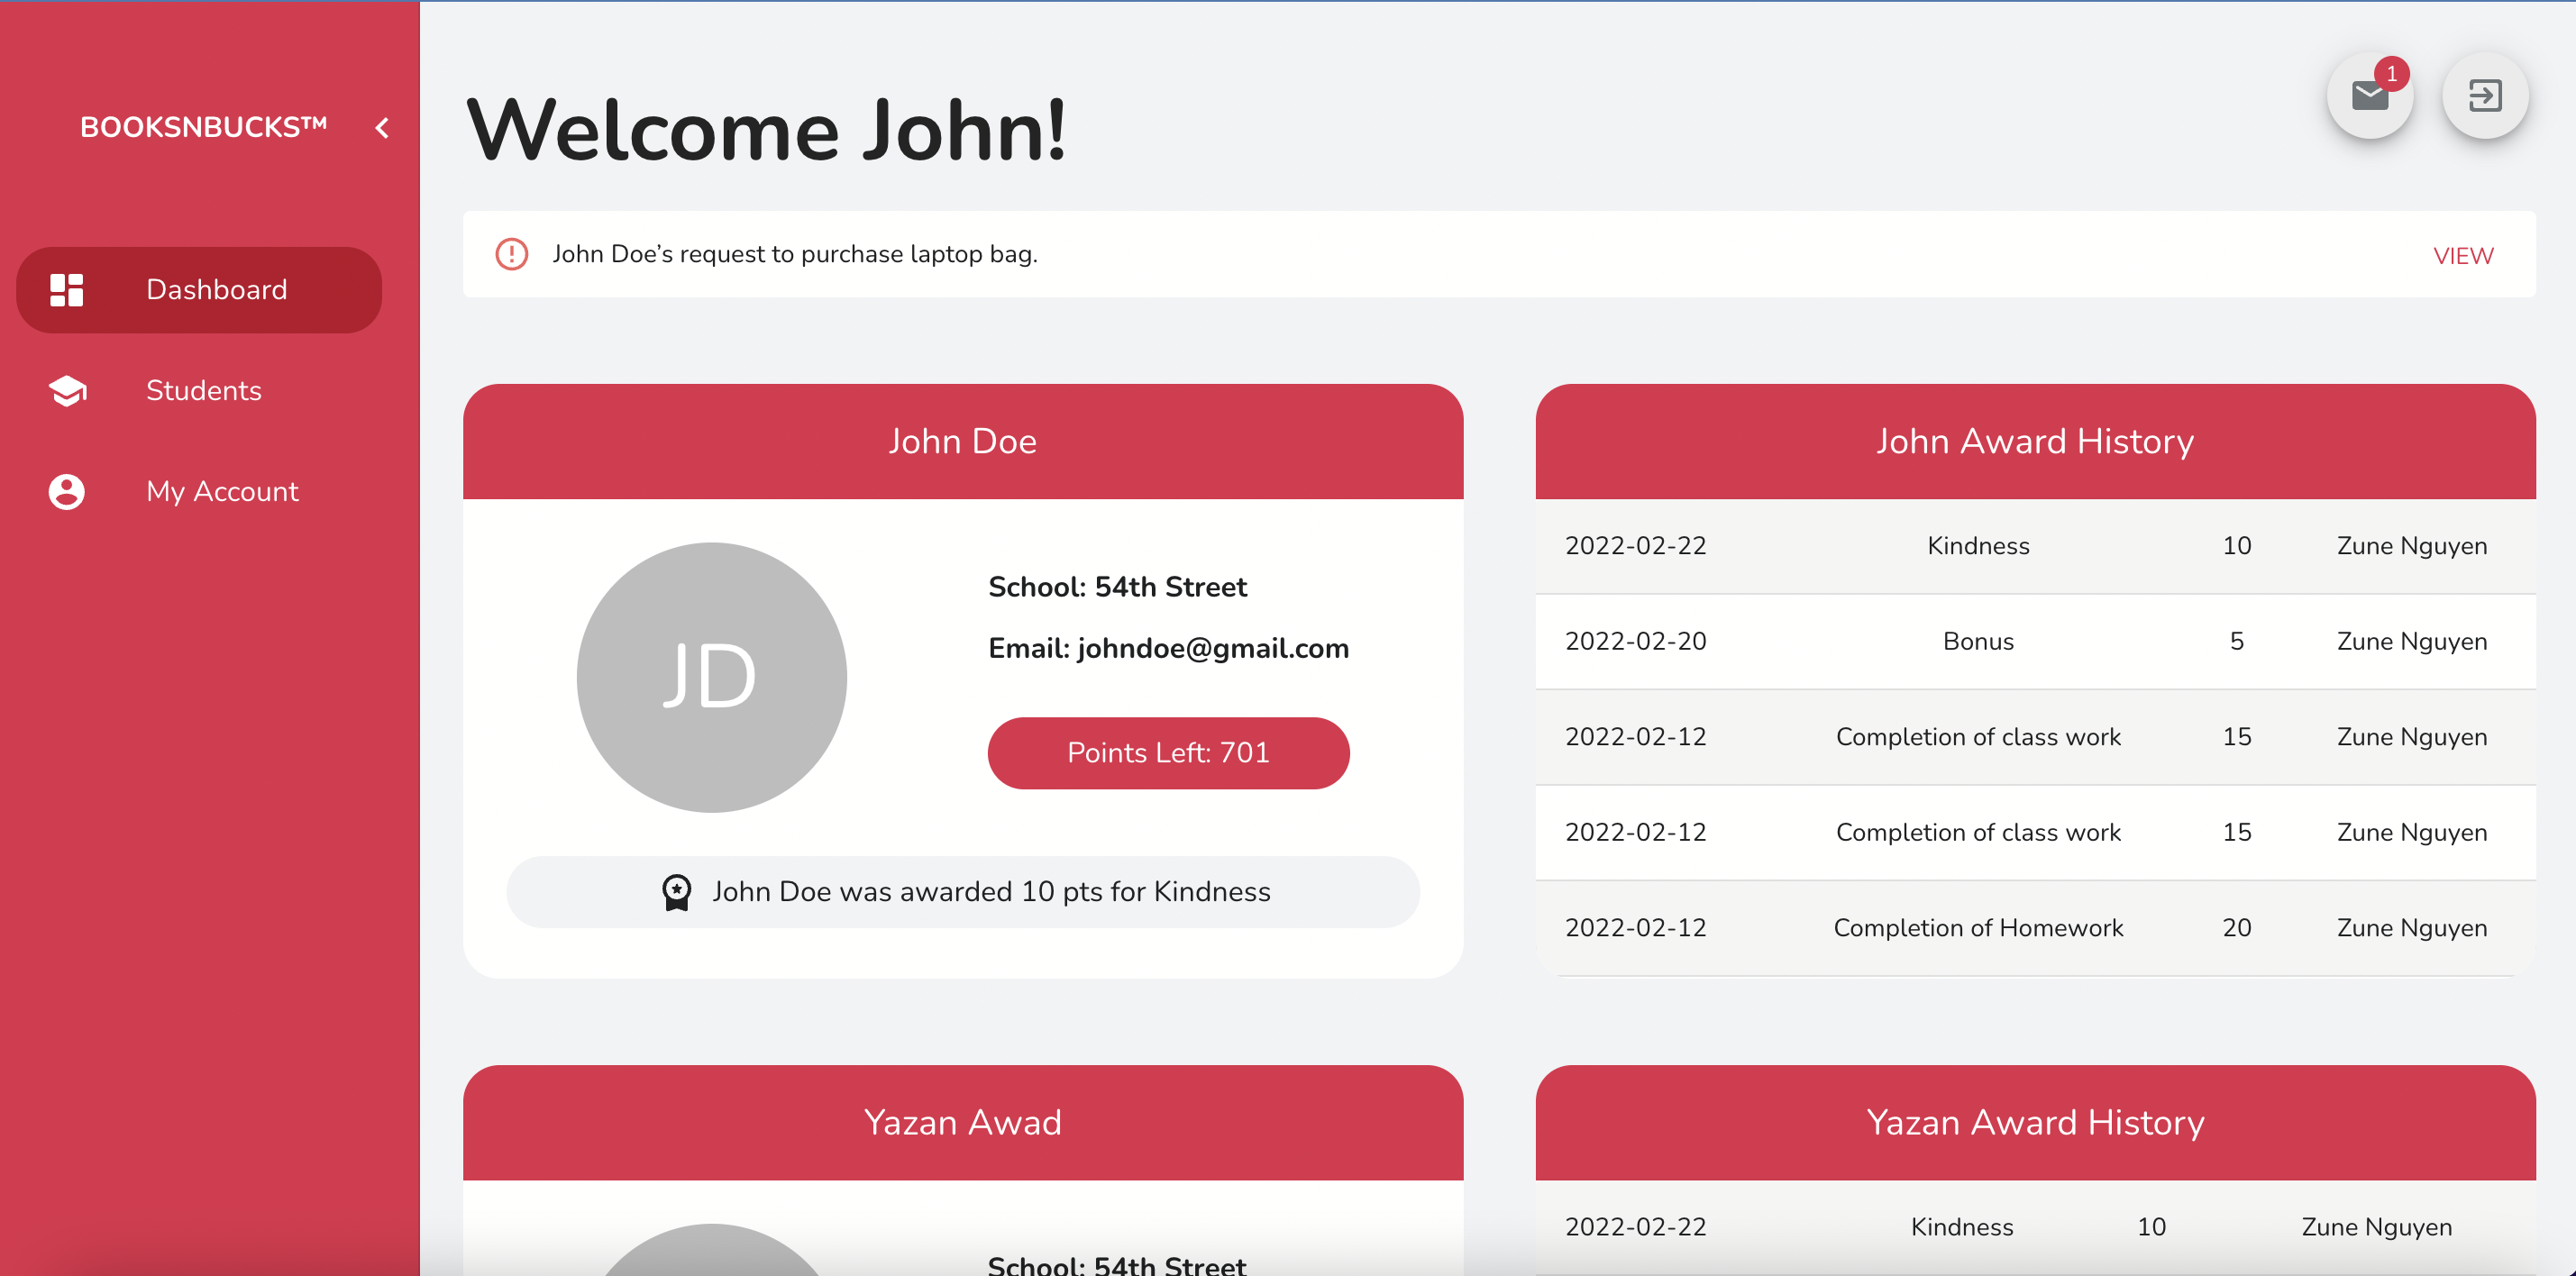 BOOKSNBUCKS™
Dashboard
Students
My Account
Welcome John!
1
John Doe’s request to purchase laptop bag.
VIEW
John Doe
JD
School: 54th Street
Email: johndoe@gmail.com
Points Left: 701
John Doe was awarded 10 pts for Kindness
John Award History
2022-02-22 Kindness 10 Zune Nguyen
2022-02-20 Bonus 5 Zune Nguyen
2022-02-12 Completion of class work 15 Zune Nguyen
2022-02-12 Completion of class work 15 Zune Nguyen
2022-02-12 Completion of Homework 20 Zune Nguyen
Yazan Awad
School: 54th Street
Yazan Award History
2022-02-22 Kindness 10 Zune Nguyen